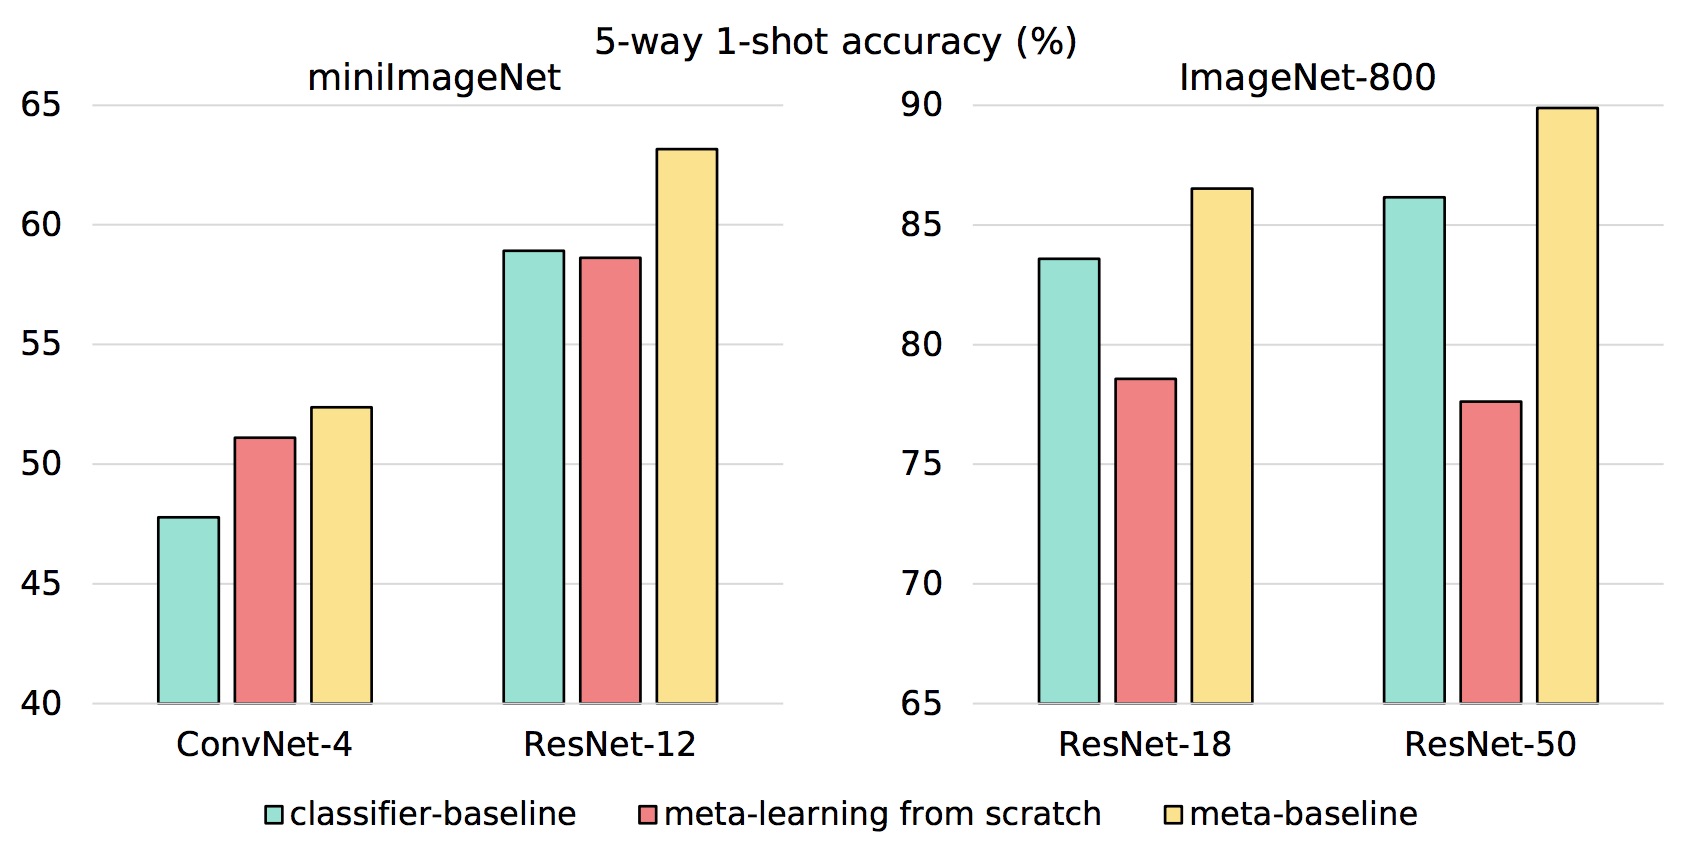 5-way 1-shot accuracy (%)
miniImageNet
65
60
55
50
45
40
ConvNet-4 ResNet-12
ImageNet-800
90
85
80
75
70
65
ResNet-18 ResNet-50
classifier-baseline meta-learning from scratch meta-baseline